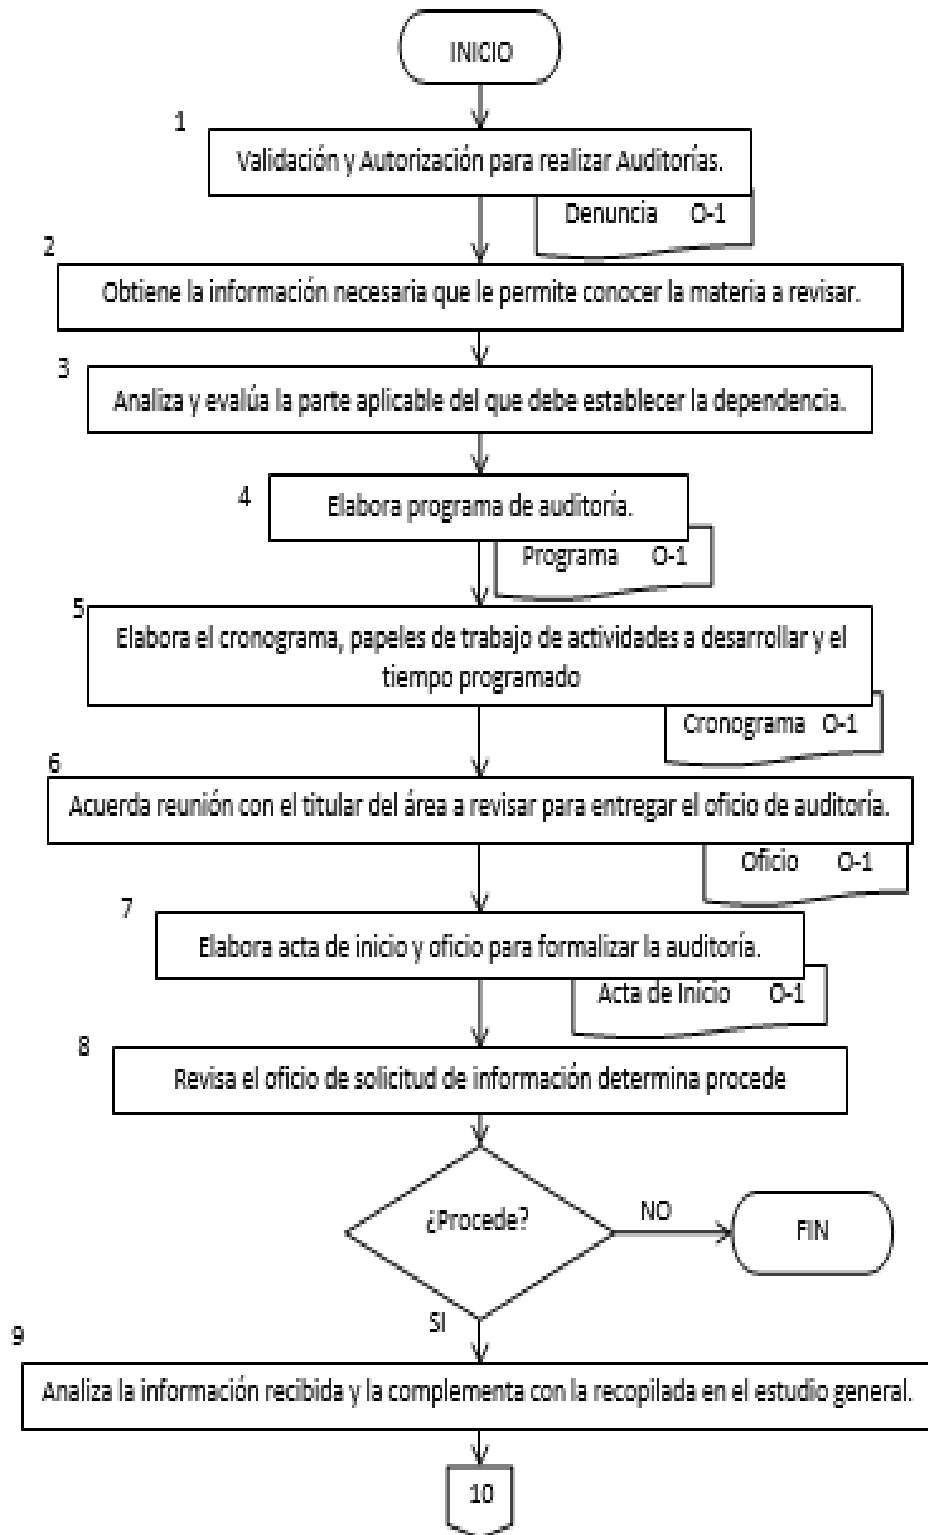 INICIO
1
Validación y Autorización para realizar Auditorías.
Denuncia O-1
2
Obtiene la información necesaria que le permite conocer la materia a revisar.
3
Analiza y evalúa la parte aplicable del que debe establecer la dependencia.
4
Elabora programa de auditoría.
Programa O-1
5
Elabora el cronograma, papeles de trabajo de actividades a desarrollar y el
tiempo programado
Cronograma O-1
6
Acuerda reunión con el titular del área a revisar para entregar el oficio de auditoría.
Oficio O-1
7
Elabora acta de inicio y oficio para formalizar la auditoría.
Acta de Inicio O-1
8
Revisa el oficio de solicitud de información determina procede
¿Procede?
NO
FIN
SI
9
Analiza la información recibida y la complementa con la recopilada en el estudio general.
10